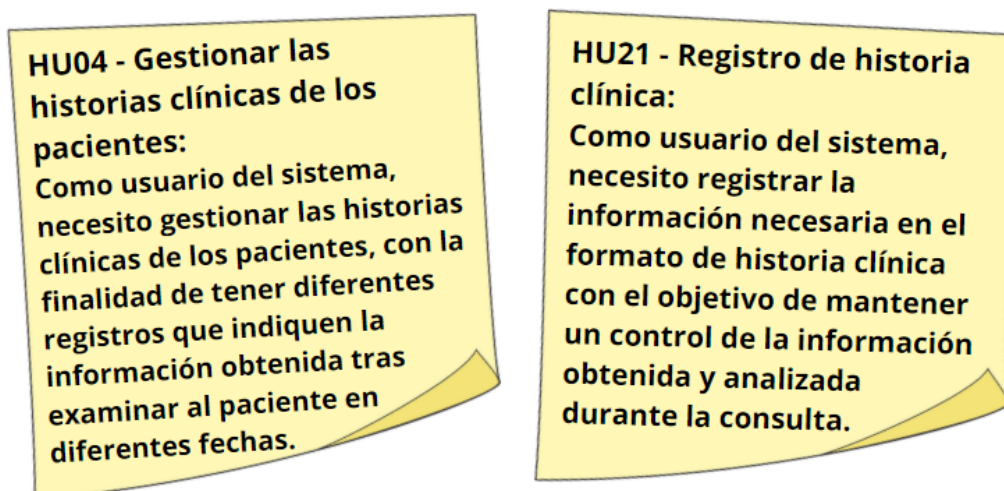 HU04 - Gestionar las
historias clínicas de los
pacientes:
Como usuario del sistema,
necesito gestionar las historias
clínicas de los pacientes, con la
finalidad de tener diferentes
registros que indiquen la
información obtenida tras
examinar al paciente en
diferentes fechas.
HU21 - Registro de historia
clínica:
Como usuario del sistema,
necesito registrar la
información necesaria en el
formato de historia clínica
con el objetivo de mantener
un control de la información
obtenida y analizada
durante la consulta.